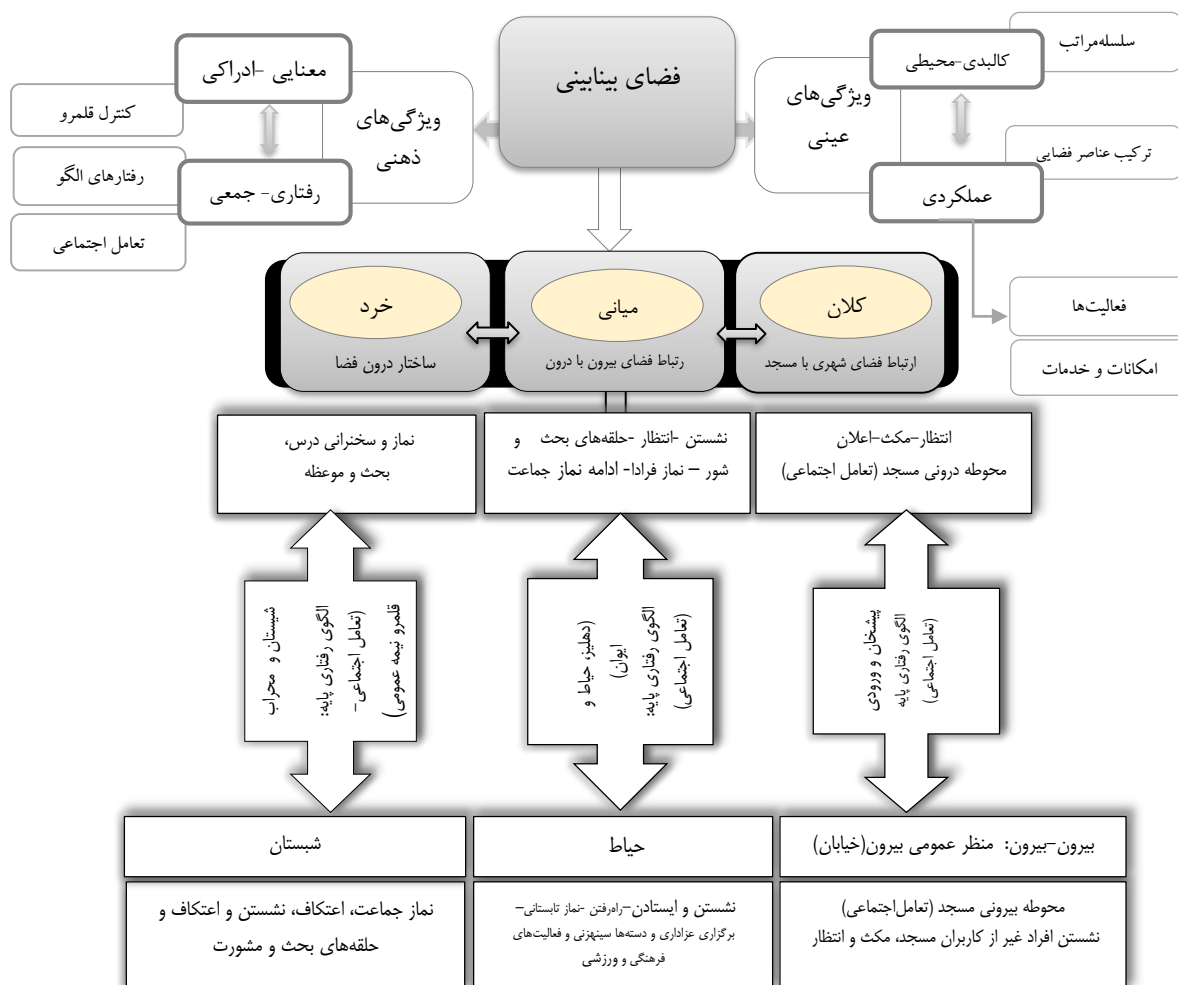 فضای بینابینی
سلسله‌مراتب
کالبدی-محیطی
ویژگی‌های
عینی
ترکیب عناصر فضایی
عملکردی
فعالیت‌ها
امکانات و خدمات
معنایی -ادراکی
ویژگی‌های
ذهنی
کنترل قلمرو
رفتارهای الگو
رفتاری- جمعی
تعامل اجتماعی
کلان
ارتباط فضای شهری با مسجد
میانی
رتباط فضای بیرون با درون
خرد
ساختار درون فضا
انتظار-مکث-اعلان
محوطه درونی مسجد (تعامل اجتماعی)
نشستن -انتظار -حلقه‌های بحث و
شور – نماز فرادا- ادامه نماز جماعت
نماز و سخنرانی درس،
بحث و موعظه
پیشخان و ورودی
الگوی رفتاری پایه
(تعامل اجتماعی)
(دهلیز، حیاط و
ایوان)
الگوی رفتاری پایه:
(تعامل اجتماعی)
شبستان و محراب
الگوی رفتاری پایه:
(تعامل اجتماعی-
قلمرو نیمه عمومی)
بیرون-بیرون: منظر عمومی بیرون(خیابان)
حیاط
شبستان
محوطه بیرونی مسجد (تعامل‌اجتماعی)
نشستن افراد غیر از کاربران مسجد، مکث و انتظار
نشستن و ایستادن-راه‌رفتن -نماز تابستانی-
برگزاری عزاداری و دسته‌ها سینهزنی و فعالیت‌های
فرهنگی و ورزشی
نماز جماعت، اعتکاف، نشستن و اعتکاف و
حلقه‌های بحث و مشورت